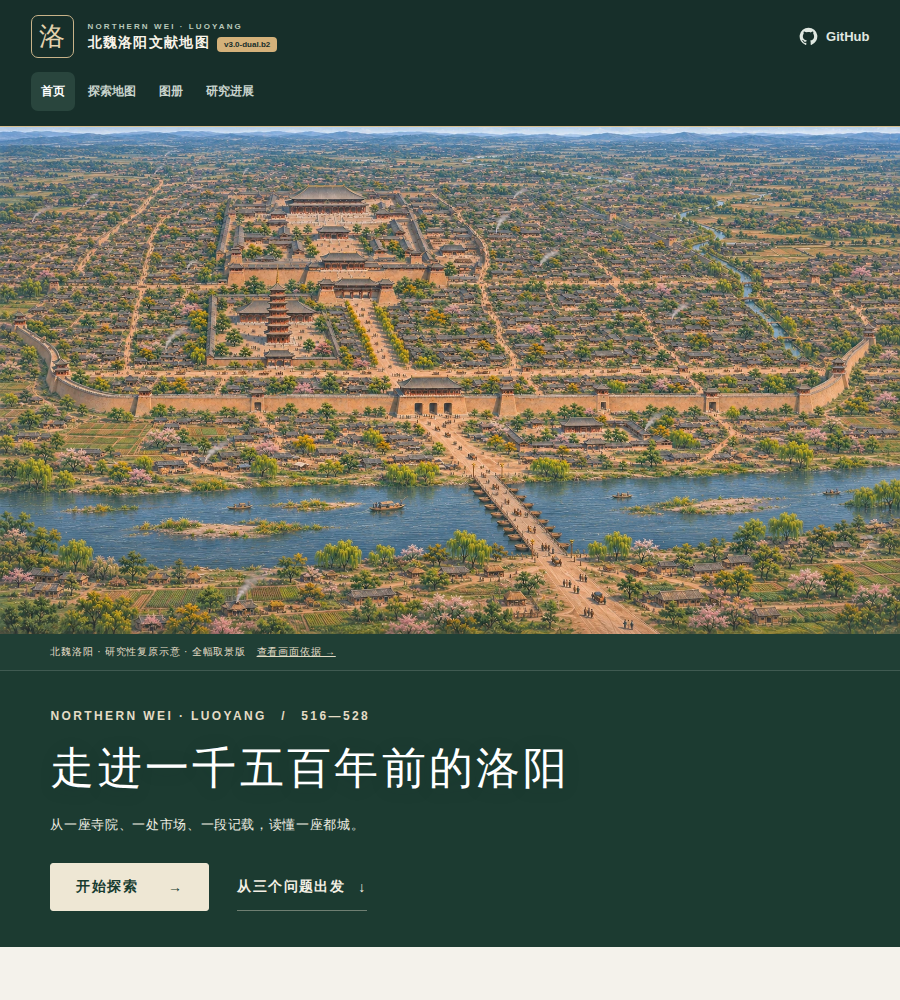 洛
NORTHERN WEI · LUOYANG
北魏洛阳文献地图 v3.0-dual.b2
GitHub
首页 探索地图 图册 研究进展
北魏洛阳 · 研究性复原示意 · 全幅取景版 查看画面依据 →
NORTHERN WEI · LUOYANG / 516—528
走进一千五百年前的洛阳
从一座寺院、一处市场、一段记载，读懂一座都城。
开始探索 →
从三个问题出发 ↓